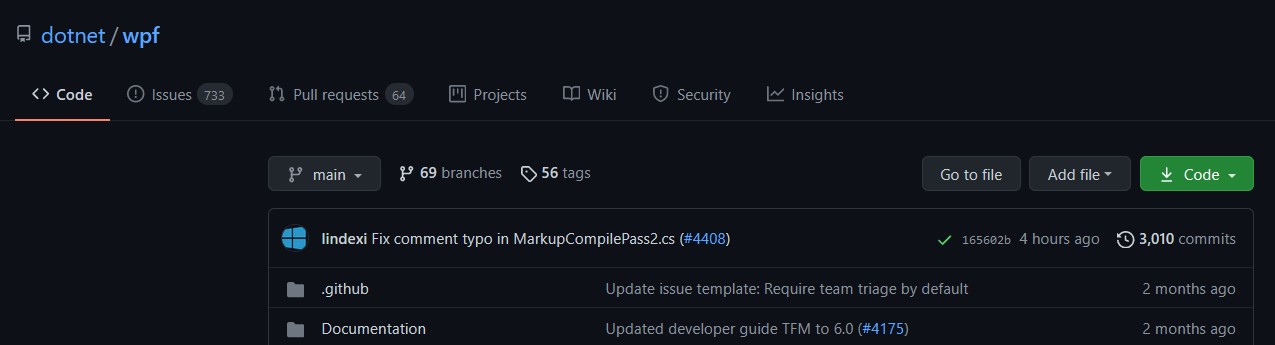 dotnet / wpf
Code Issues 733 Pull requests 64 Projects Wiki Security Insights
main 69 branches 56 tags Go to file Add file Code
lindexi Fix comment typo in MarkupCompilePass2.cs (#4408) 165602b 4 hours ago 3,010 commits
.github Update issue template: Require team triage by default 2 months ago
Documentation Updated developer guide TFM to 6.0 (#4175) 2 months ago